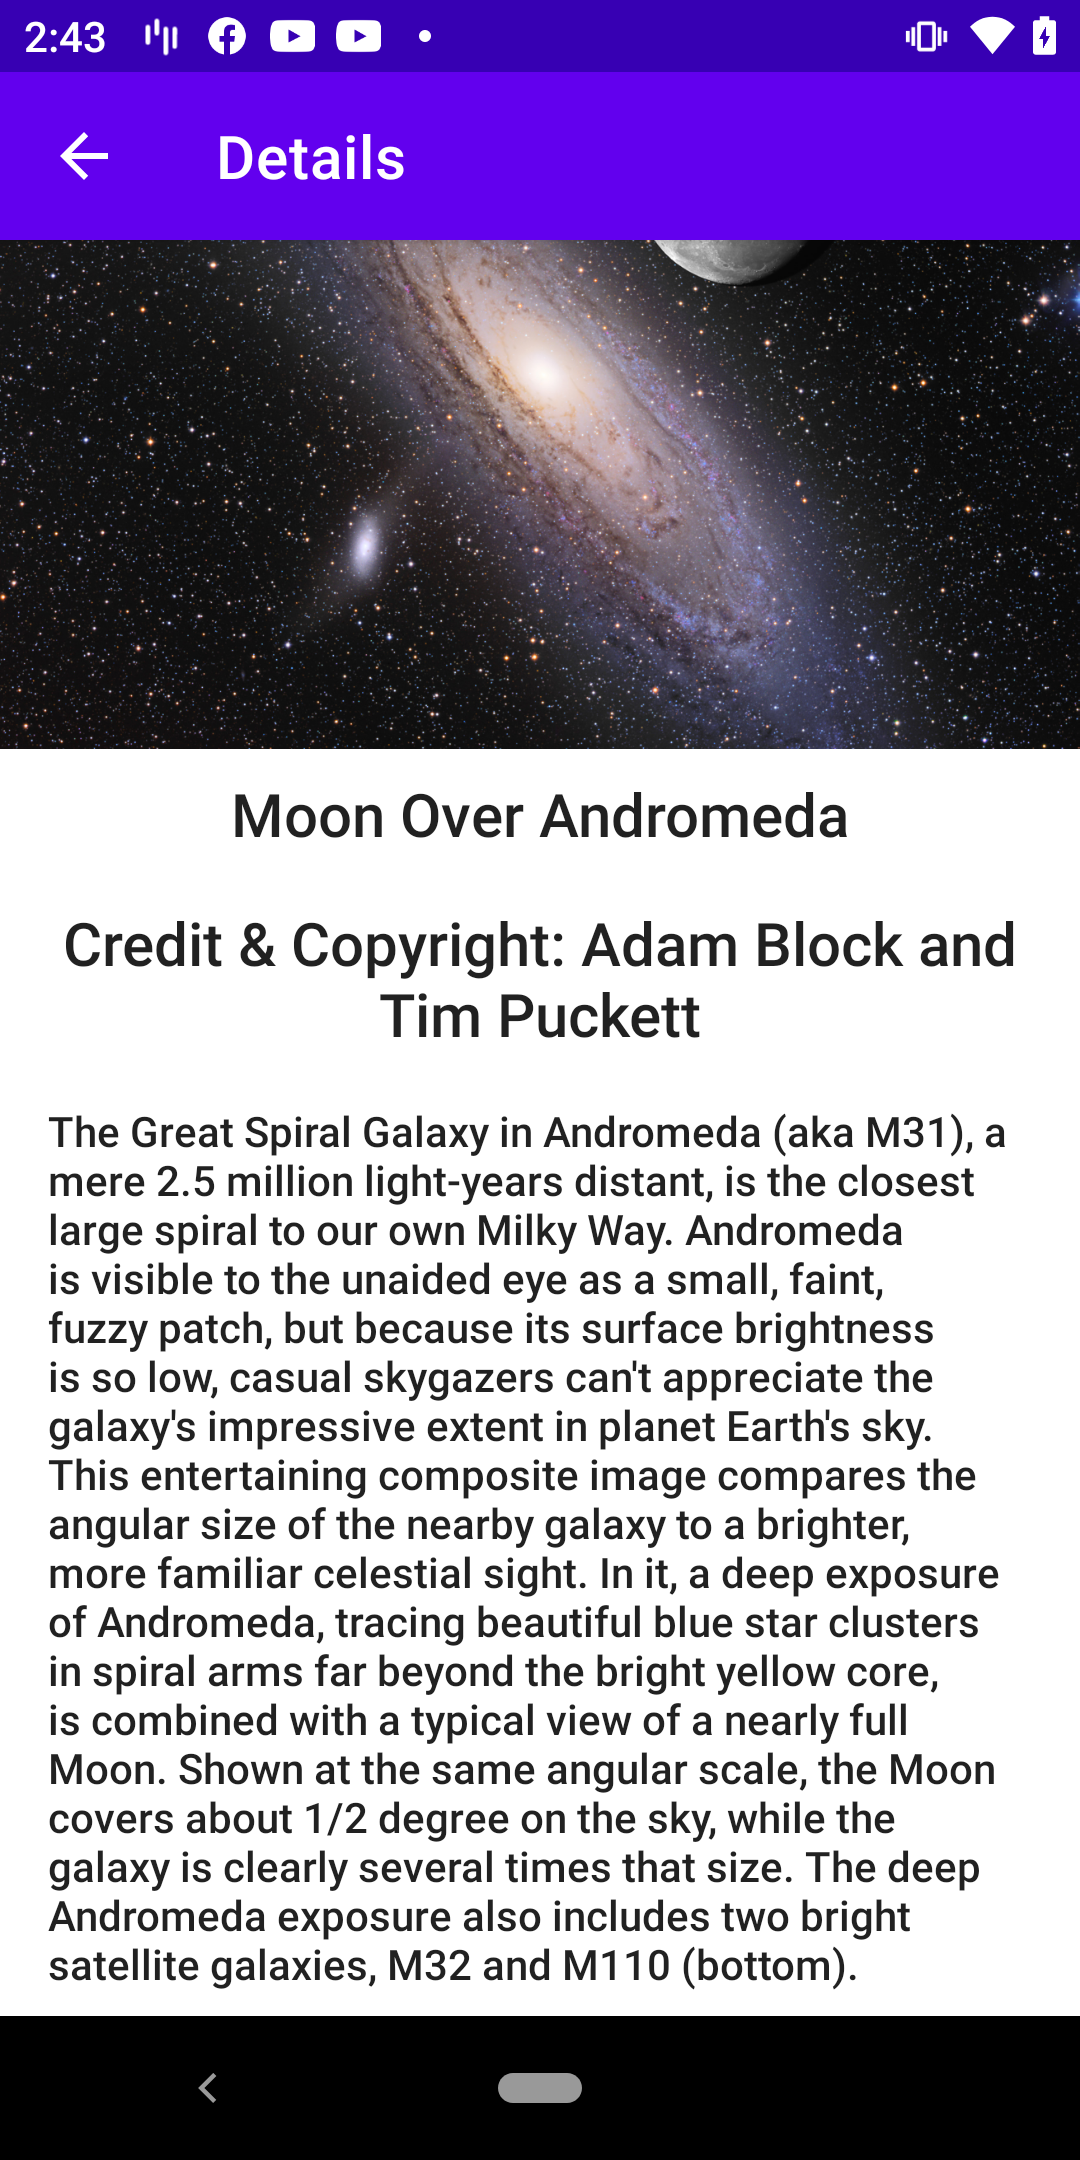 2:43
Details
Moon Over Andromeda
Credit & Copyright: Adam Block and
Tim Puckett
The Great Spiral Galaxy in Andromeda (aka M31), a
mere 2.5 million light-years distant, is the closest
large spiral to our own Milky Way. Andromeda
is visible to the unaided eye as a small, faint,
fuzzy patch, but because its surface brightness
is so low, casual skygazers can't appreciate the
galaxy's impressive extent in planet Earth's sky.
This entertaining composite image compares the
angular size of the nearby galaxy to a brighter,
more familiar celestial sight. In it, a deep exposure
of Andromeda, tracing beautiful blue star clusters
in spiral arms far beyond the bright yellow core,
is combined with a typical view of a nearly full
Moon. Shown at the same angular scale, the Moon
covers about 1/2 degree on the sky, while the
galaxy is clearly several times that size. The deep
Andromeda exposure also includes two bright
satellite galaxies, M32 and M110 (bottom).